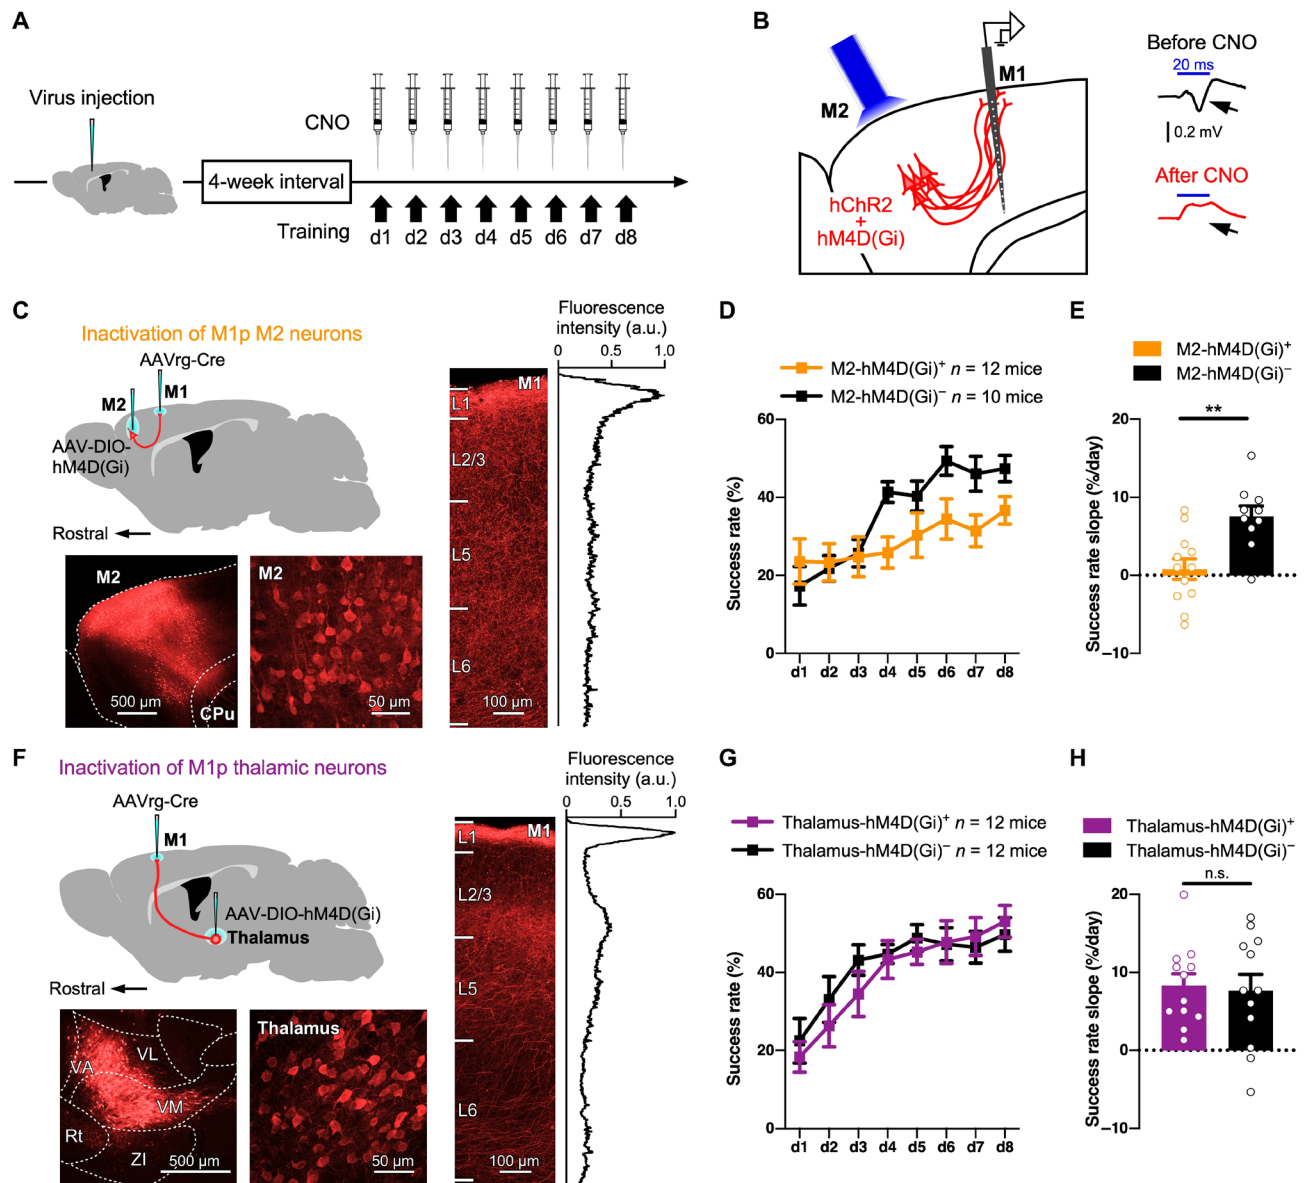 A
Virus injection
CNO
4-week interval
Training
d1 d2 d3 d4 d5 d6 d7 d8
B
M2
M1
hChR2
+
hM4D(Gi)
Before CNO
20 ms
0.2 mV
After CNO
C
Inactivation of M1p M2 neurons
AAVrg-Cre
M1
M2
AAV-DIO-
hM4D(Gi)
Rostral
M2
500 µm
CPu
M2
50 µm
M1
L1
L2/3
L5
L6
100 µm
Fluorescence
intensity (a.u.)
0 0.5 1.0
D
M2-hM4D(Gi)+ n = 12 mice
M2-hM4D(Gi)− n = 10 mice
Success rate (%)
60
40
20
0
d1 d2 d3 d4 d5 d6 d7 d8
E
M2-hM4D(Gi)+
M2-hM4D(Gi)−
**
Success rate slope (%/day)
20
10
0
–10
F
Inactivation of M1p thalamic neurons
AAVrg-Cre
M1
AAV-DIO-hM4D(Gi)
Thalamus
Rostral
VL
VA
VM
Rt
ZI
500 µm
Thalamus
50 µm
M1
L1
L2/3
L5
L6
100 µm
Fluorescence
intensity (a.u.)
0 0.5 1.0
G
Thalamus-hM4D(Gi)+ n = 12 mice
Thalamus-hM4D(Gi)− n = 12 mice
Success rate (%)
60
40
20
0
d1 d2 d3 d4 d5 d6 d7 d8
H
Thalamus-hM4D(Gi)+
Thalamus-hM4D(Gi)−
n.s.
Success rate slope (%/day)
20
10
0
–10